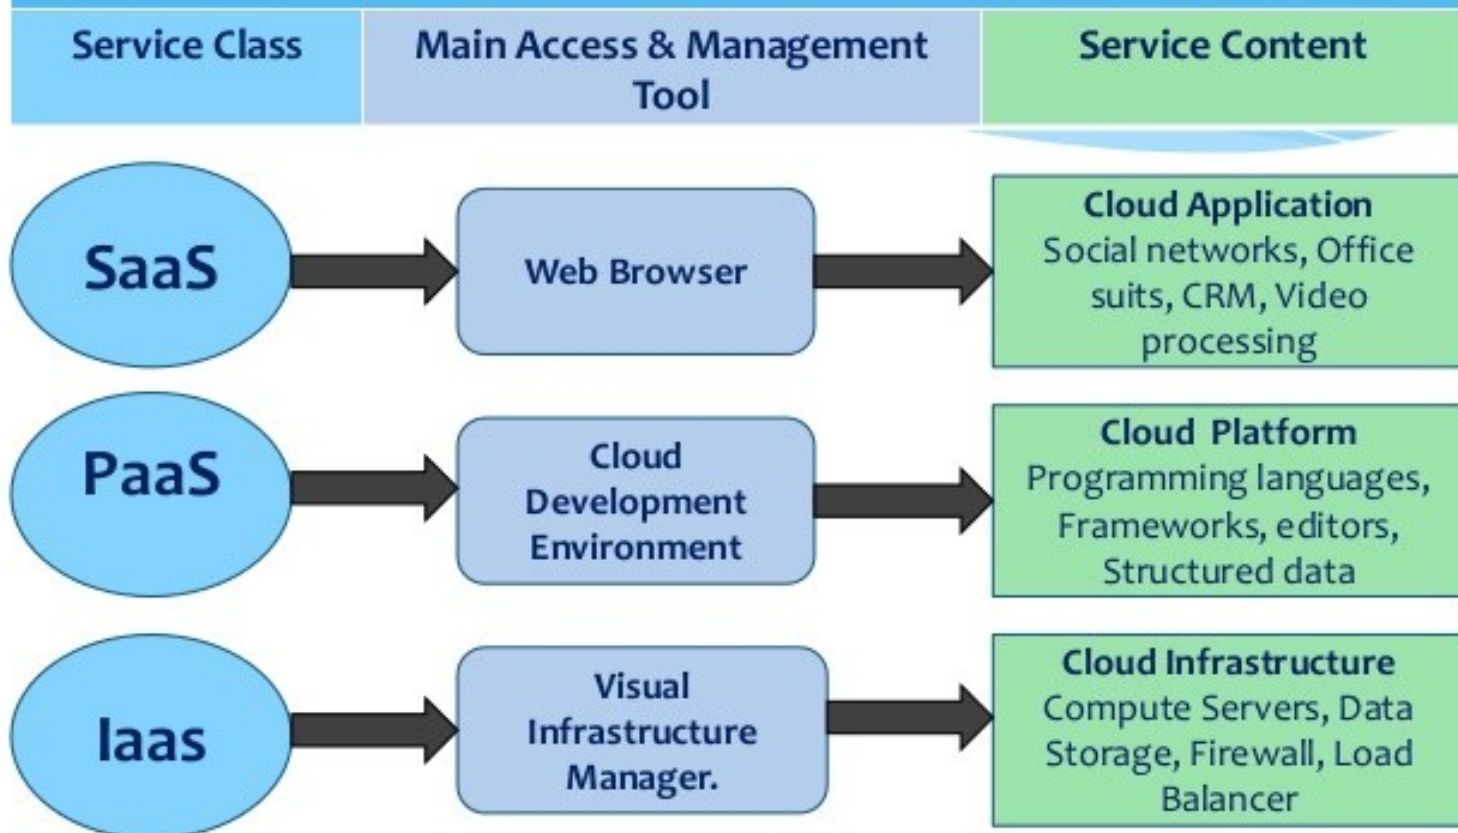 Service Class
Main Access & Management
Tool
Service Content
SaaS
Web Browser
Cloud Application
Social networks, Office
suits, CRM, Video
processing
PaaS
Cloud
Development
Environment
Cloud Platform
Programming languages,
Frameworks, editors,
Structured data
Iaas
Visual
Infrastructure
Manager.
Cloud Infrastructure
Compute Servers, Data
Storage, Firewall, Load
Balancer